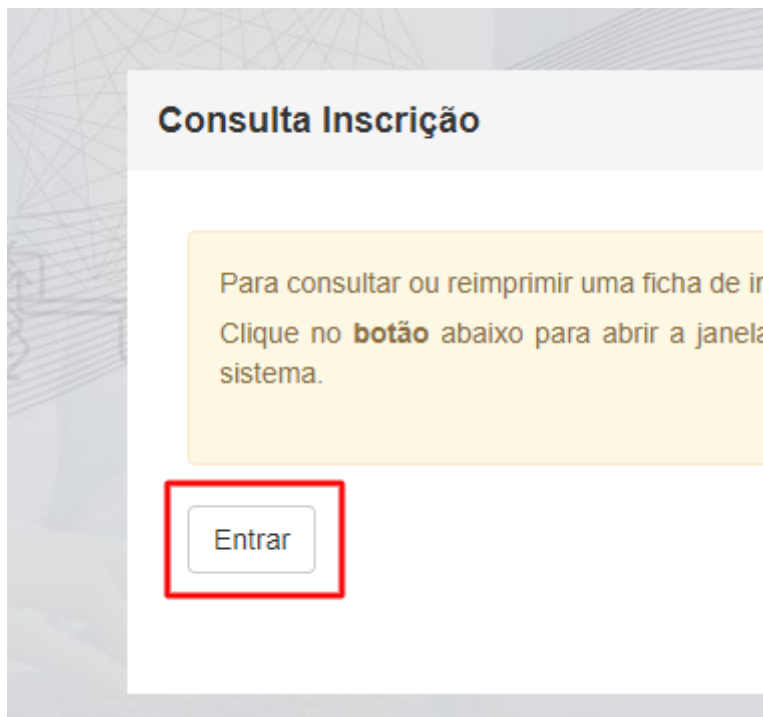 Consulta Inscrição
Para consultar ou reimprimir uma ficha de
Clique no botão abaixo para abrir a janela
sistema.
Entrar